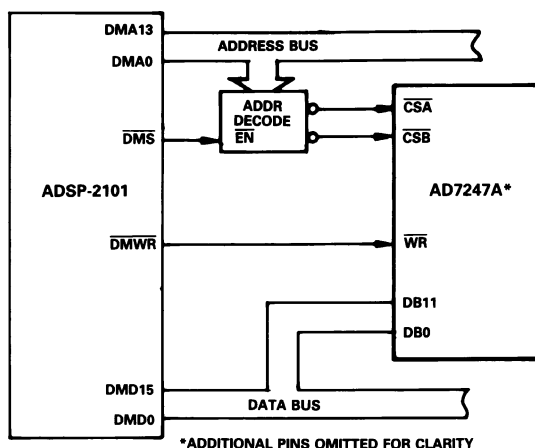 DMA13
ADDRESS BUS
DMA0
ADDR
DECODE
EN
CSA
CSB
DMS
ADSP-2101
AD7247A*
DMWR
WR
DB11
DB0
DMD15
DATA BUS
DMD0
*ADDITIONAL PINS OMITTED FOR CLARITY